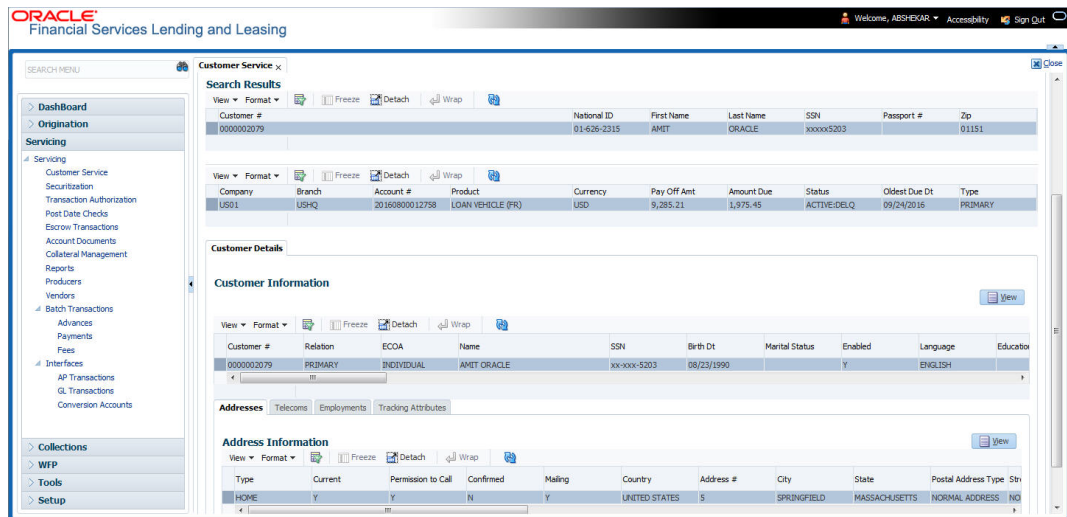 ORACLE
Financial Services Lending and Leasing
Welcome, ABSHEKAR Accessibility Sign Out
SEARCH MENU
DashBoard
Origination
Servicing
Servicing
Customer Service
Securitization
Transaction Authorization
Post Date Checks
Escrow Transactions
Account Documents
Collateral Management
Reports
Producers
Vendors
Batch Transactions
Advances
Payments
Fees
Interfaces
AP Transactions
GL Transactions
Conversion Accounts
Collections
WFP
Tools
Setup
Customer Service
Close
Search Results
View Format Freeze Detach Wrap
Customer # National ID First Name Last Name SSN Passport # Zip
0000002079 01-626-2315 AMIT ORACLE xxxxx5203 01151
View Format Freeze Detach Wrap
Company Branch Account # Product Currency Pay Off Amt Amount Due Status Oldest Due Dt Type
US01 USHQ 20160800012758 LOAN VEHICLE (FR) USD 9,285.21 1,975.45 ACTIVE:DELQ 09/24/2016 PRIMARY
Customer Details
Customer Information
View
View Format Freeze Detach Wrap
Customer # Relation ECOA Name SSN Birth Dt Marital Status Enabled Language Education
0000002079 PRIMARY INDIVIDUAL AMIT ORACLE xx-xxx-5203 08/23/1990 Y ENGLISH
Addresses Telecoms Employments Tracking Attributes
Address Information
View
View Format Freeze Detach Wrap
Type Current Permission to Call Confirmed Mailing Country Address # City State Postal Address Type Stre
HOME Y Y N Y UNITED STATES 5 SPRINGFIELD MASSACHUSETTS NORMAL ADDRESS NO